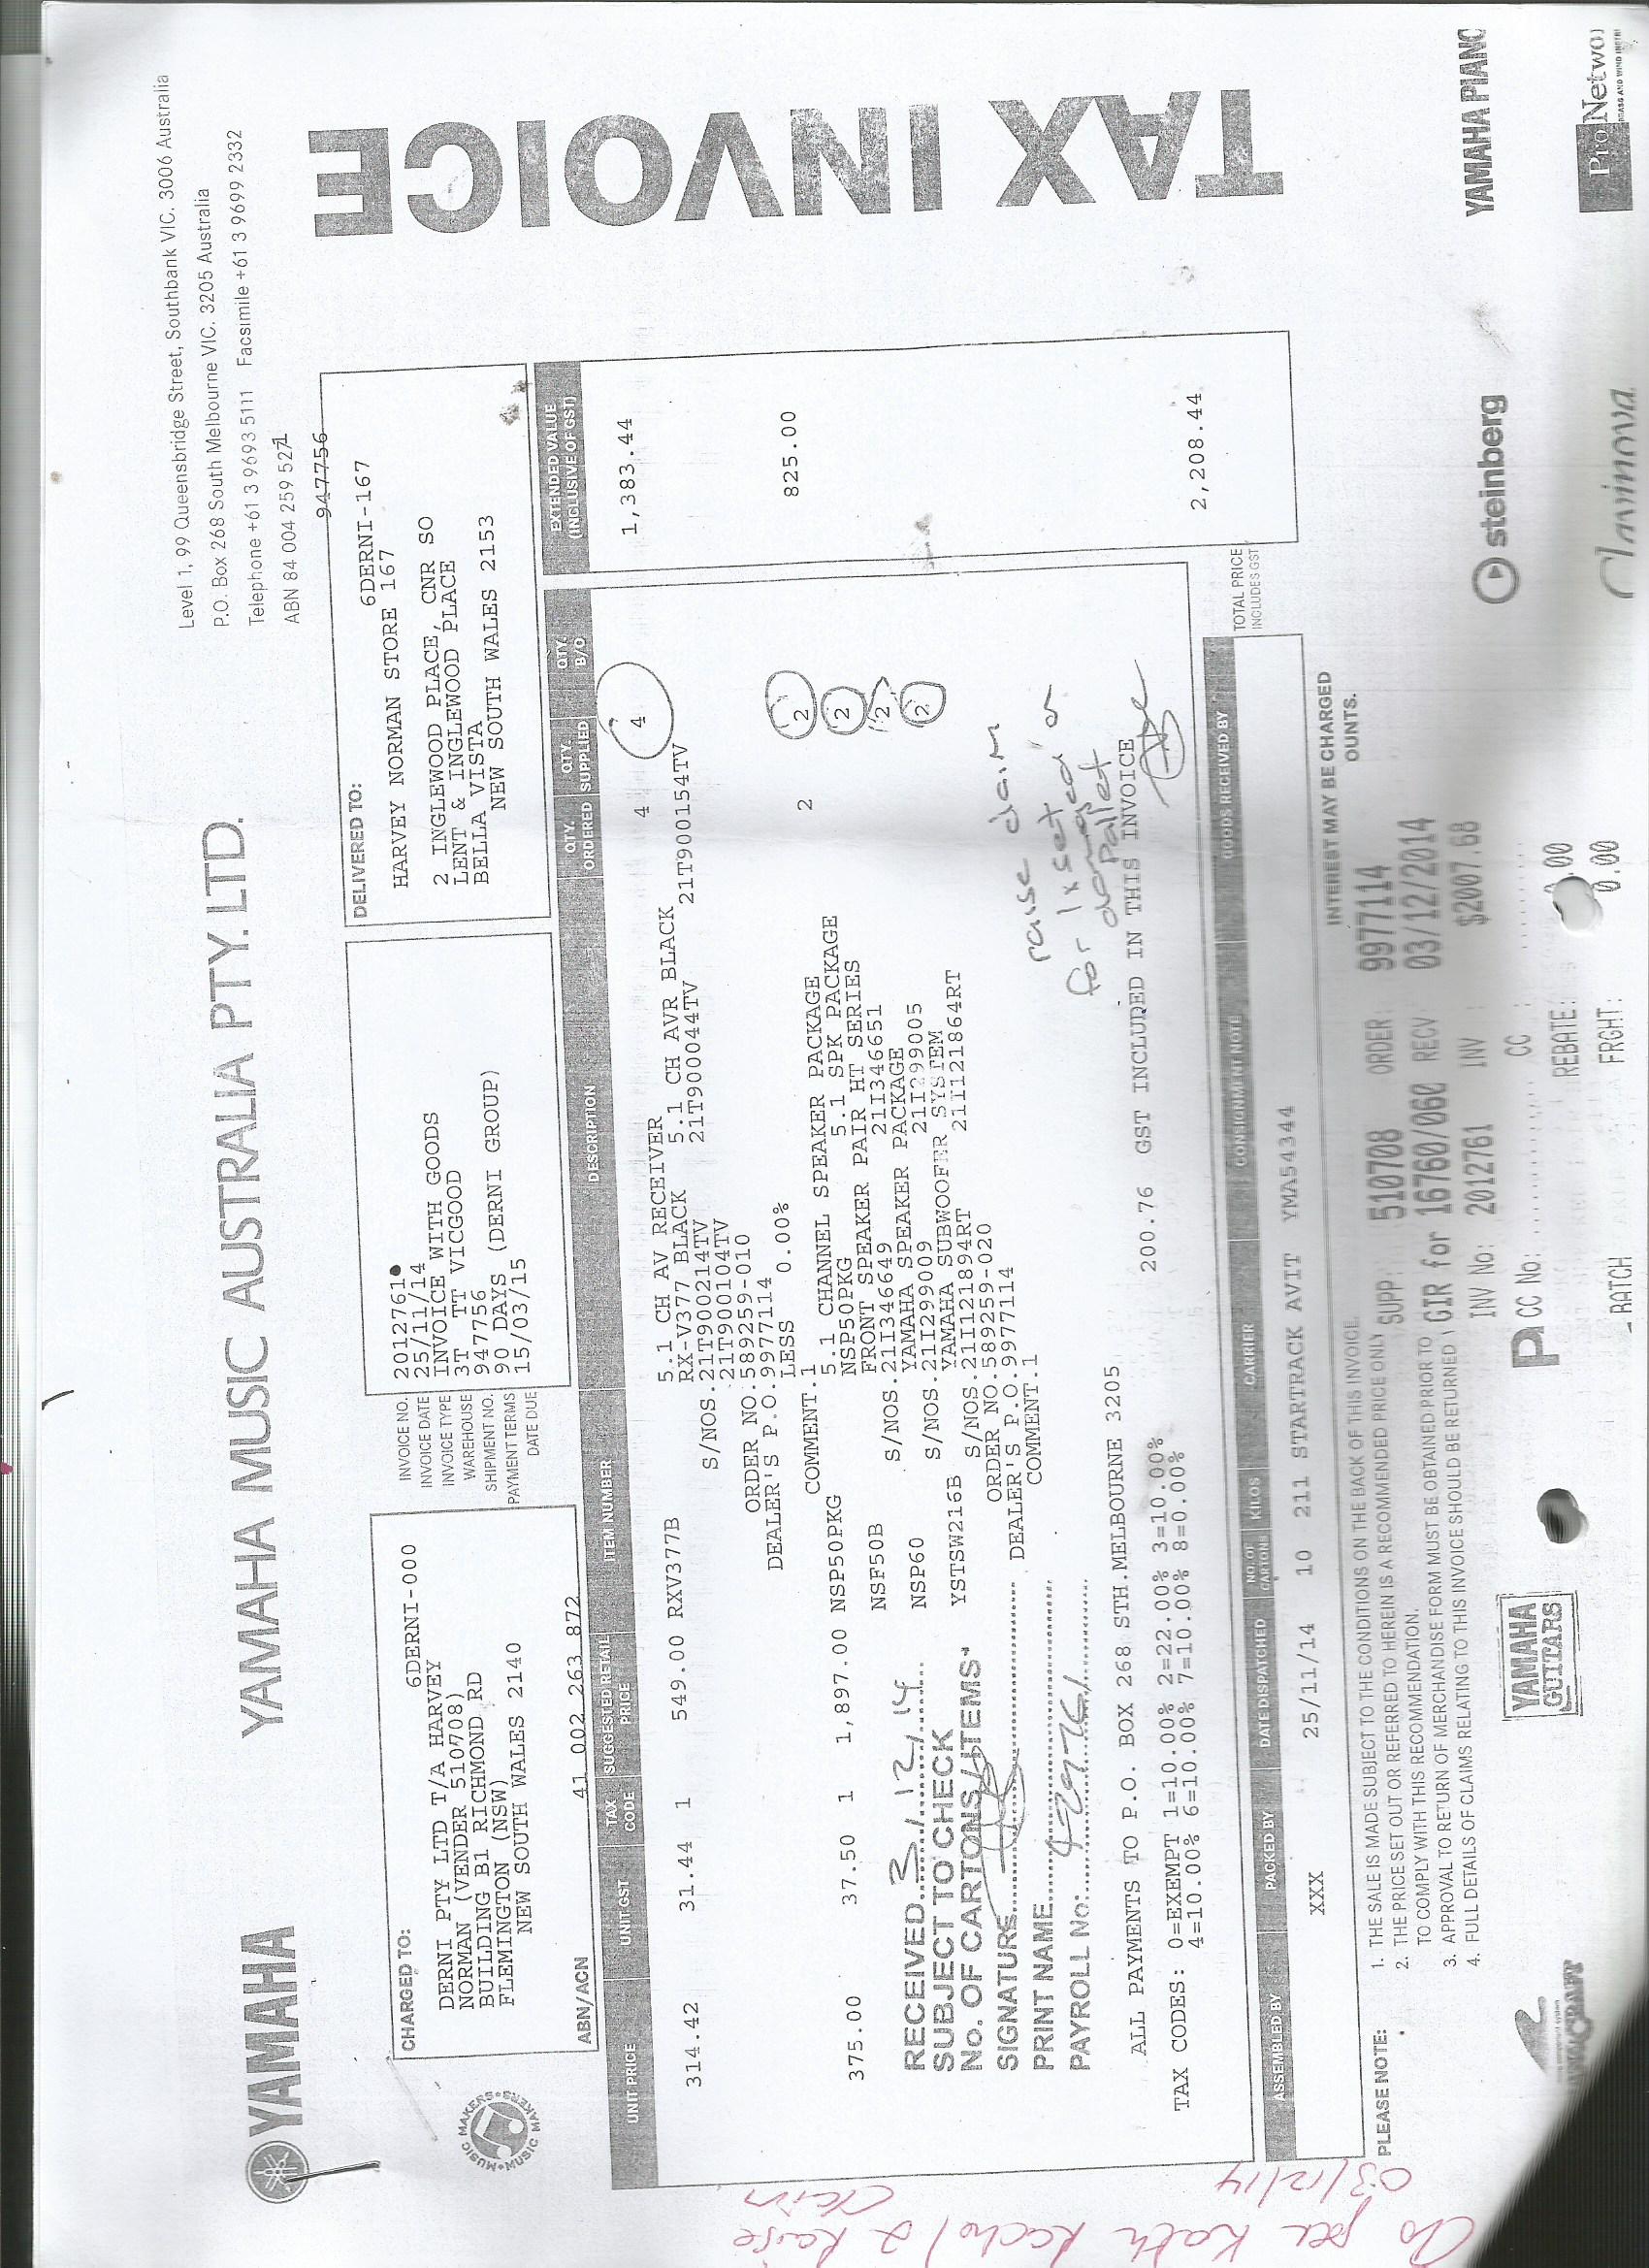 YAMAHA YAMAHA MUSIC AUSTRALIA PTY. LTD.
Level 1, 99 Queensbridge Street, Southbank VIC. 3006 Australia
P.O. Box 268 South Melbourne VIC. 3205 Australia
Telephone +61 3 9693 5111 Facsimile +61 3 9699 2332
ABN 84 004 259 527
947756
TAX INVOICE
MUSIC MAKERS • MUSIC MAKERS
CHARGED TO:
6DERNI-000
DERNI PTY LTD T/A HARVEY
NORMAN (VENDER 510708)
BUILDING B1 RICHMOND RD
FLEMINGTON (NSW)
NEW SOUTH WALES 2140
ABN/ACN 41 002 263 872
INVOICE NO. 2012761
INVOICE DATE 25/11/14
INVOICE TYPE INVOICE WITH GOODS
WAREHOUSE 3T TT VICGOOD
SHIPMENT NO. 947756
PAYMENT TERMS 90 DAYS (DERNI GROUP)
DATE DUE 15/03/15
DELIVERED TO:
6DERNI-167
HARVEY NORMAN STORE 167
2 INGLEWOOD PLACE, CNR SO
LENT & INGLEWOOD PLACE
BELLA VISTA
NEW SOUTH WALES 2153
UNIT PRICE UNIT GST TAX CODE SUGGESTED RETAIL PRICE ITEM NUMBER DESCRIPTION QTY. ORDERED QTY. SUPPLIED QTY. B/O EXTENDED VALUE (INCLUSIVE OF GST)
314.42 31.44 1 549.00 RXV377B 5.1 CH AV RECEIVER 4 4 1,383.44
RX-V377 BLACK 5.1 CH AVR BLACK
S/NOS.21T900214TV 21T900044TV 21T900154TV
21T900104TV
ORDER NO.589259-010
DEALER'S P.O.9977114
LESS 0.00%
COMMENT.1
375.00 37.50 1 1,897.00 NSP50PKG 5.1 CHANNEL SPEAKER PACKAGE 2 2 825.00
NSP50PKG 5.1 SPK PACKAGE
NSF50B FRONT SPEAKER PAIR HT SERIES 2
S/NOS.21I346649 21I346651
NSP60 YAMAHA SPEAKER PACKAGE 2
S/NOS.21I299009 21I299005
YSTSW216B YAMAHA SUBWOOFER SYSTEM 2
S/NOS.21I121894RT 21I121864RT
ORDER NO.589259-020
DEALER'S P.O.9977114
COMMENT.1
RECEIVED 3/12/14
SUBJECT TO CHECK
No. OF CARTONS/ITEMS
SIGNATURE
PRINT NAME
PAYROLL No:
raise claim
for 1x set
damaged
pallet
ALL PAYMENTS TO P.O. BOX 268 STH.MELBOURNE 3205
200.76 GST INCLUDED IN THIS INVOICE
TAX CODES: 0=EXEMPT 1=10.00% 2=22.00% 3=10.00%
4=10.00% 6=10.00% 7=10.00% 8=0.00%
TOTAL PRICE INCLUDES GST 2,208.44
ASSEMBLED BY PACKED BY DATE DISPATCHED NO. OF CARTONS KILOS CARRIER CONSIGNMENT NOTE GOODS RECEIVED BY
XXX 25/11/14 10 211 STARTRACK AVIT YMA54344
PLEASE NOTE:
1. THE SALE IS MADE SUBJECT TO THE CONDITIONS ON THE BACK OF THIS INVOICE.
2. THE PRICE SET OUT OR REFERRED TO HEREIN IS A RECOMMENDED PRICE ONLY
TO COMPLY WITH THIS RECOMMENDATION.
3. APPROVAL TO RETURN OF MERCHANDISE FORM MUST BE OBTAINED PRIOR TO
4. FULL DETAILS OF CLAIMS RELATING TO THIS INVOICE SHOULD BE RETURNED
INTEREST MAY BE CHARGED
OUNTS.
SUPP: 510708 ORDER: 9977114
GIR for 16760/060 RECV 03/12/2014
INV No: 2012761 INV : $2007.68
CC No: CC :
REBATE: 0.00
BATCH FRGHT: 0.00
YAMAHA GUITARS
steinberg
YAMAHA PIANO
Clavinova
Pro Netwo
per Kath
Raise
Claim
03/12/14